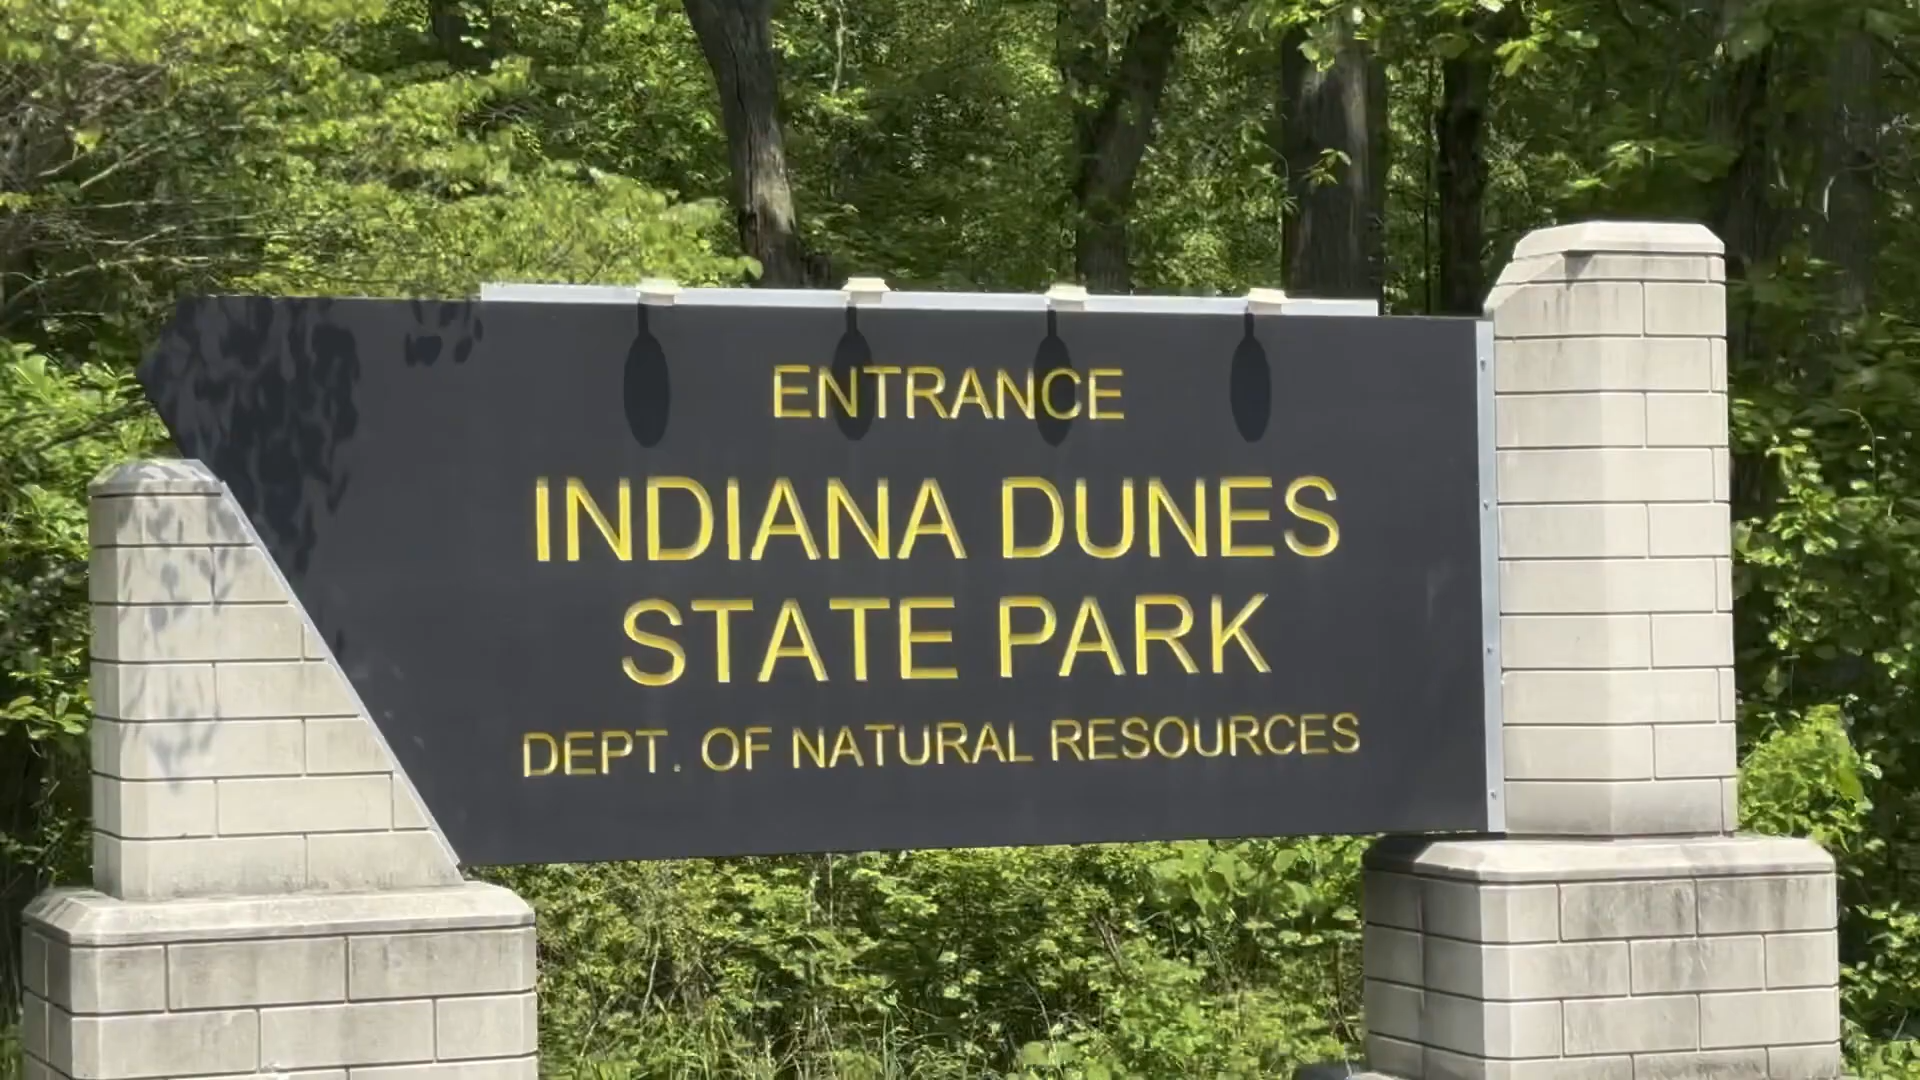 ENTRANCE
INDIANA DUNES
STATE PARK
DEPT. OF NATURAL RESOURCES